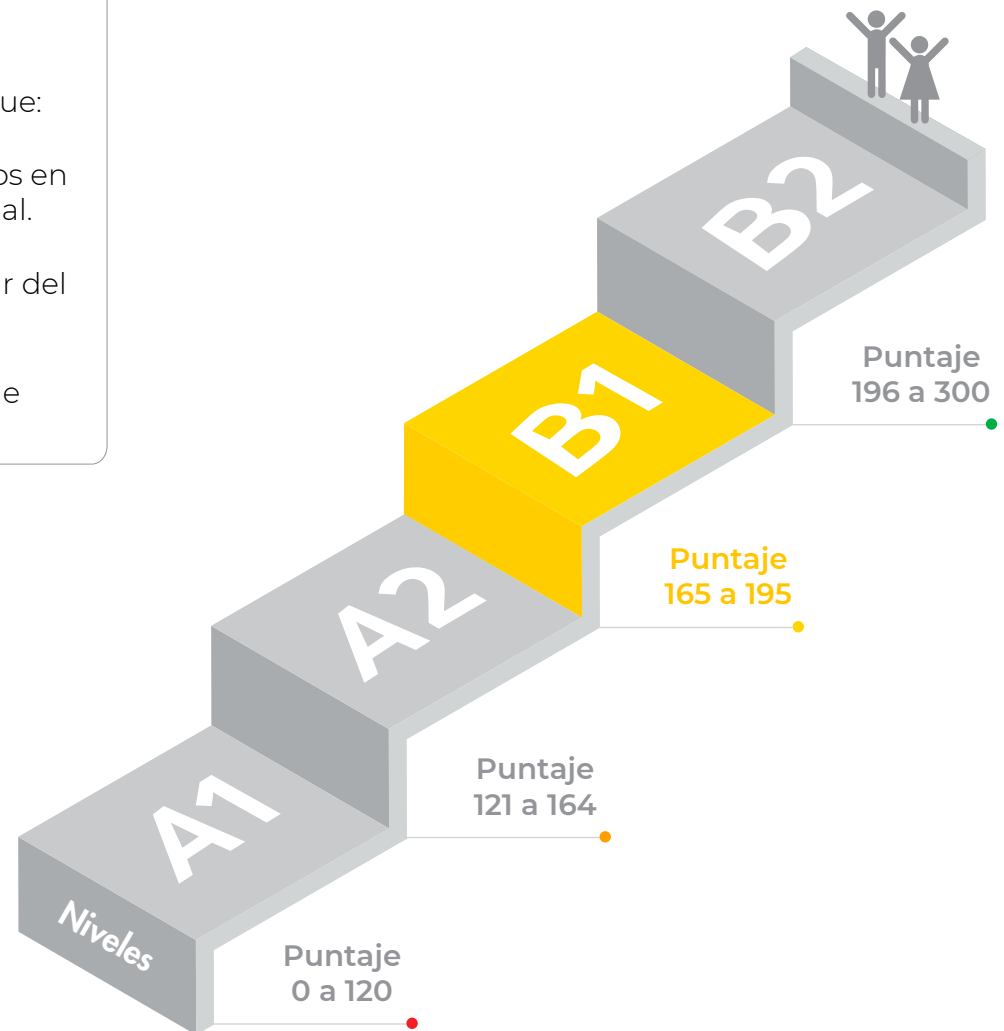 ue:
os en
al.
r del
e
B2
Puntaje
196 a 300
B1
Puntaje
165 a 195
A2
Puntaje
121 a 164
A1
Niveles
Puntaje
0 a 120